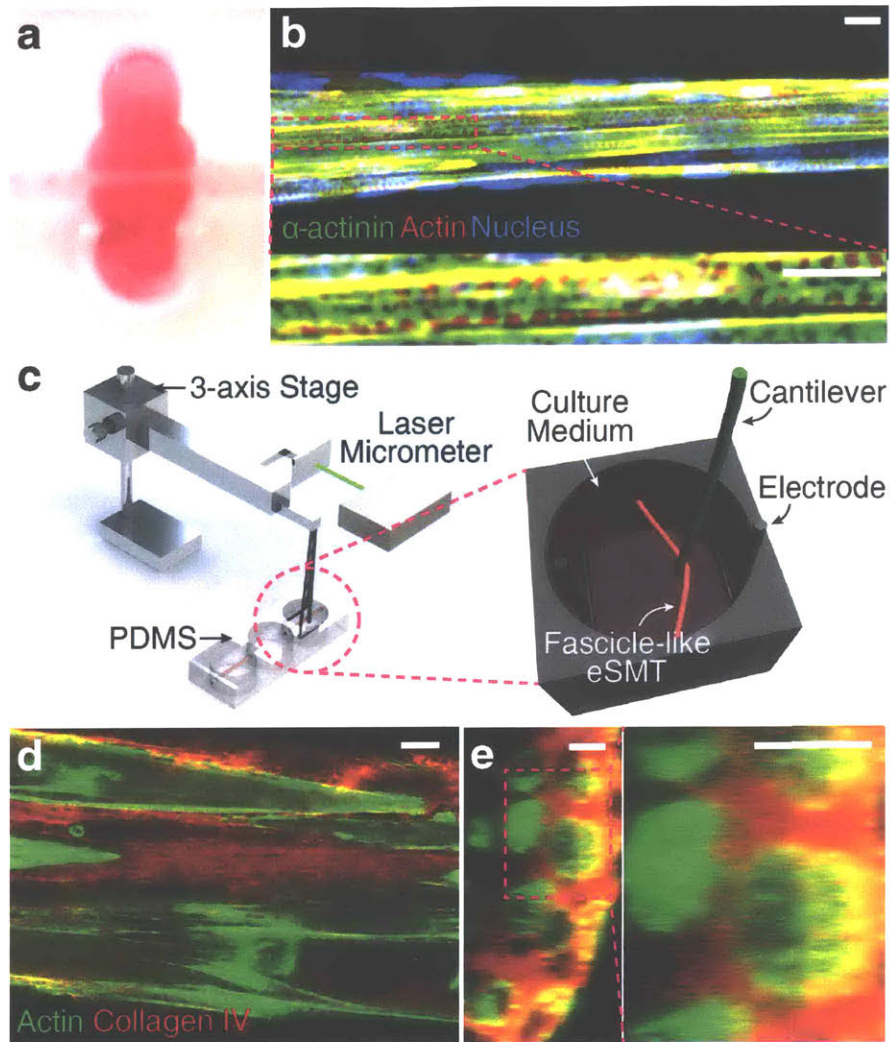 a
b
α-actinin Actin Nucleus
c
3-axis Stage
Laser
Micrometer
PDMS
Culture
Medium
Cantilever
Electrode
Fascicle-like
eSMT
d
Actin Collagen IV
e